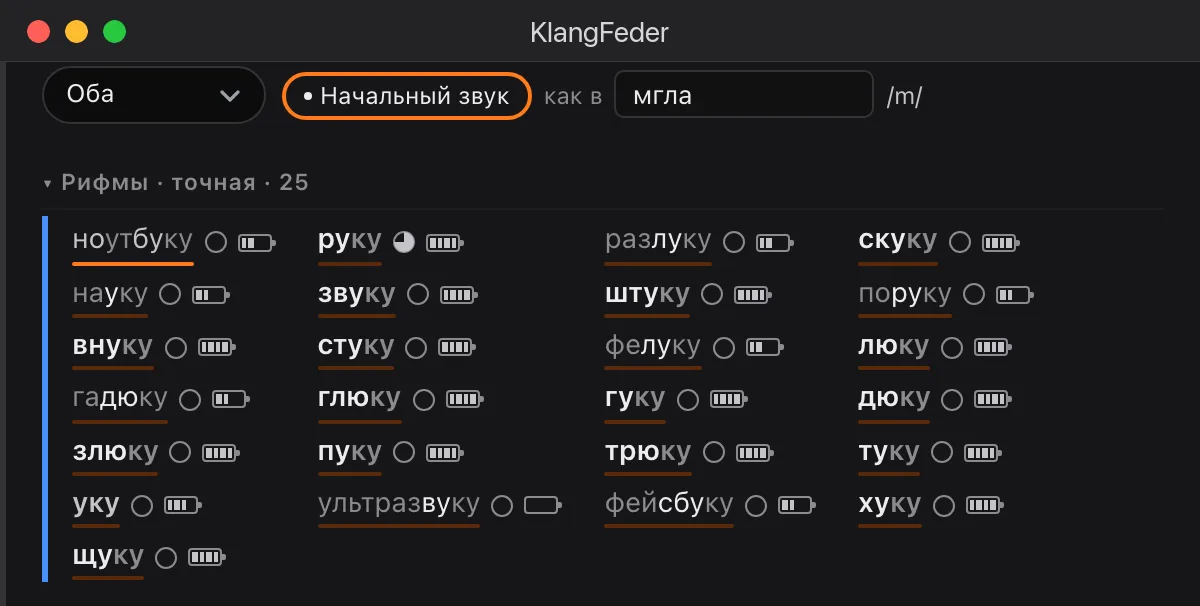 KlangFeder
Оба • Начальный звук как в мгла /m/
▾ Рифмы · точная · 25
ноутбуку руку разлуку скуку
науку звуку штуку поруку
внуку стуку фелуку люку
гадюку глюку гуку дюку
злюку пуку трюку туку
уку ультразвуку фейсбуку хуку
щуку